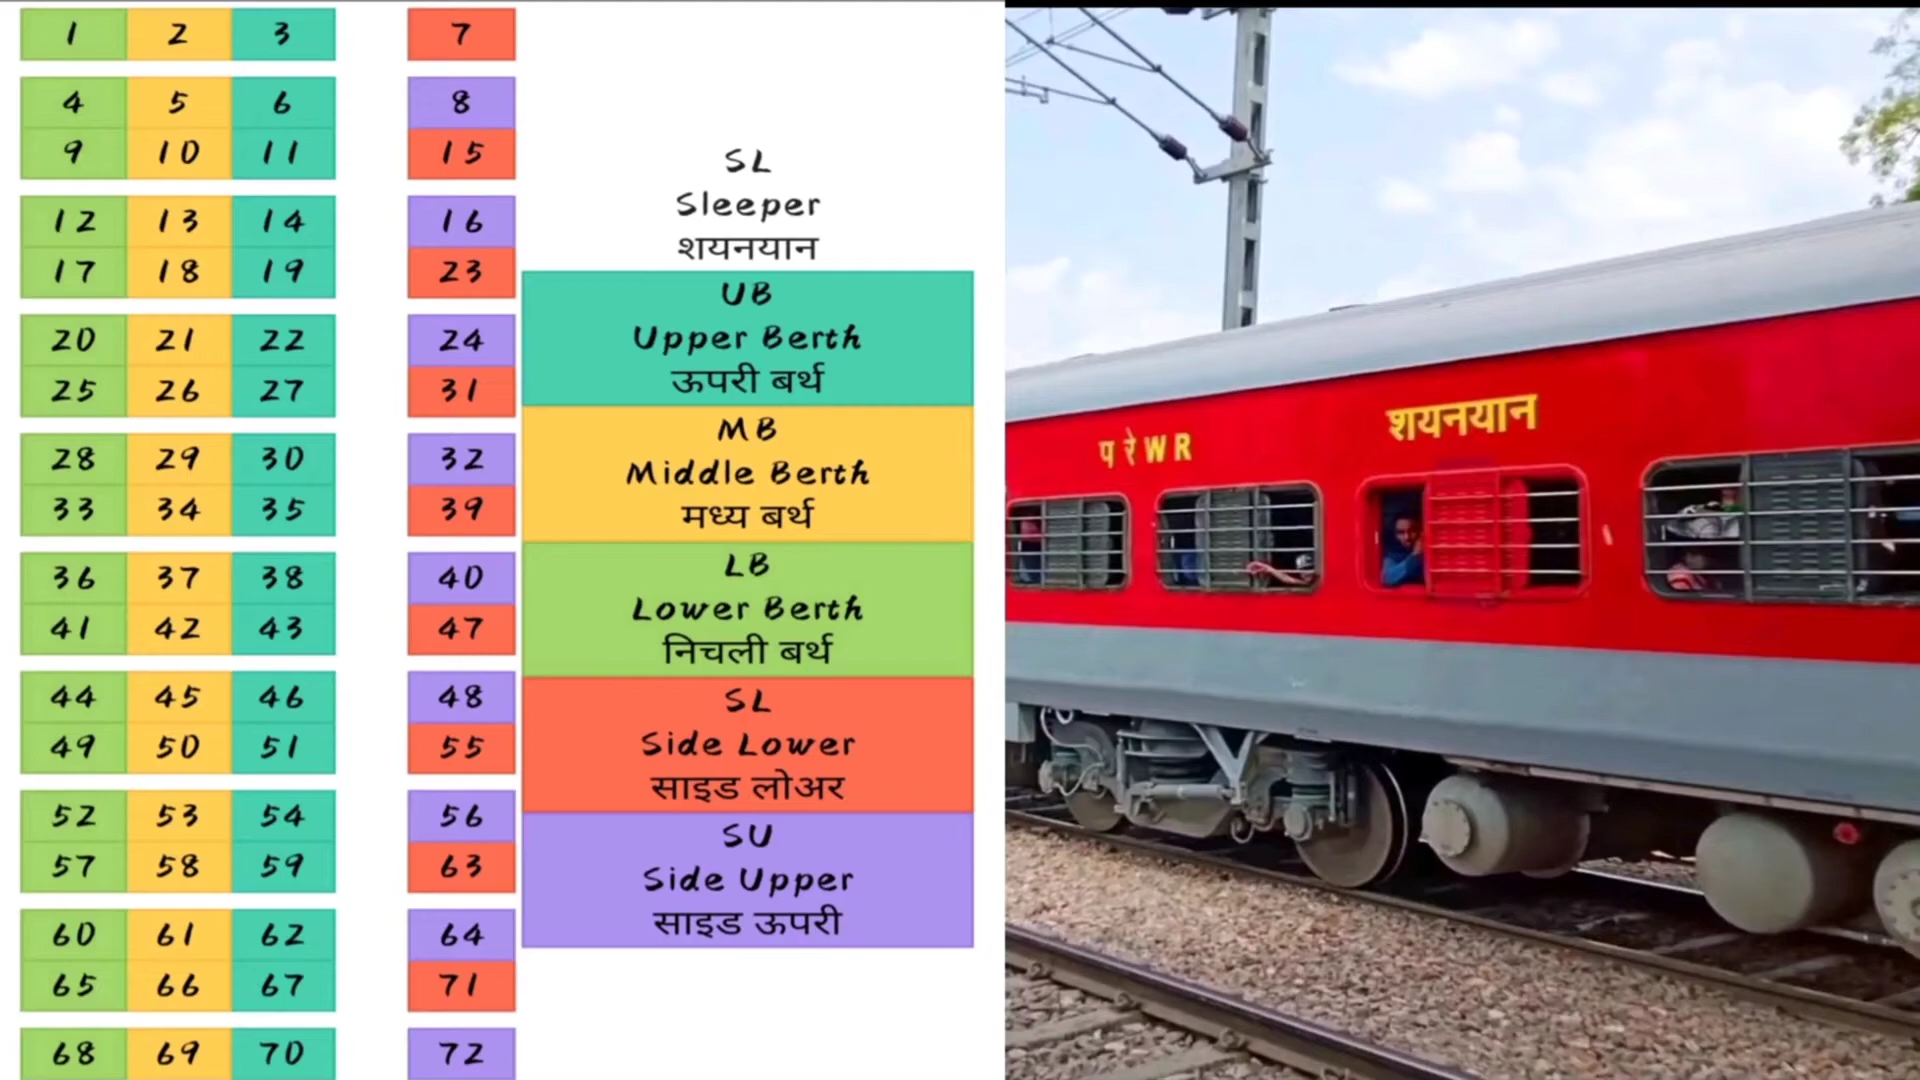 1 2 3 7
4 5 6 8
9 10 11 15
12 13 14 16
17 18 19 23
20 21 22 24
25 26 27 31
28 29 30 32
33 34 35 39
36 37 38 40
41 42 43 47
44 45 46 48
49 50 51 55
52 53 54 56
57 58 59 63
60 61 62 64
65 66 67 71
68 69 70 72
SL
Sleeper
शयनयान
UB
Upper Berth
ऊपरी बर्थ
MB
Middle Berth
मध्य बर्थ
LB
Lower Berth
निचली बर्थ
SL
Side Lower
साइड लोअर
SU
Side Upper
साइड ऊपरी
प रे WR
शयनयान